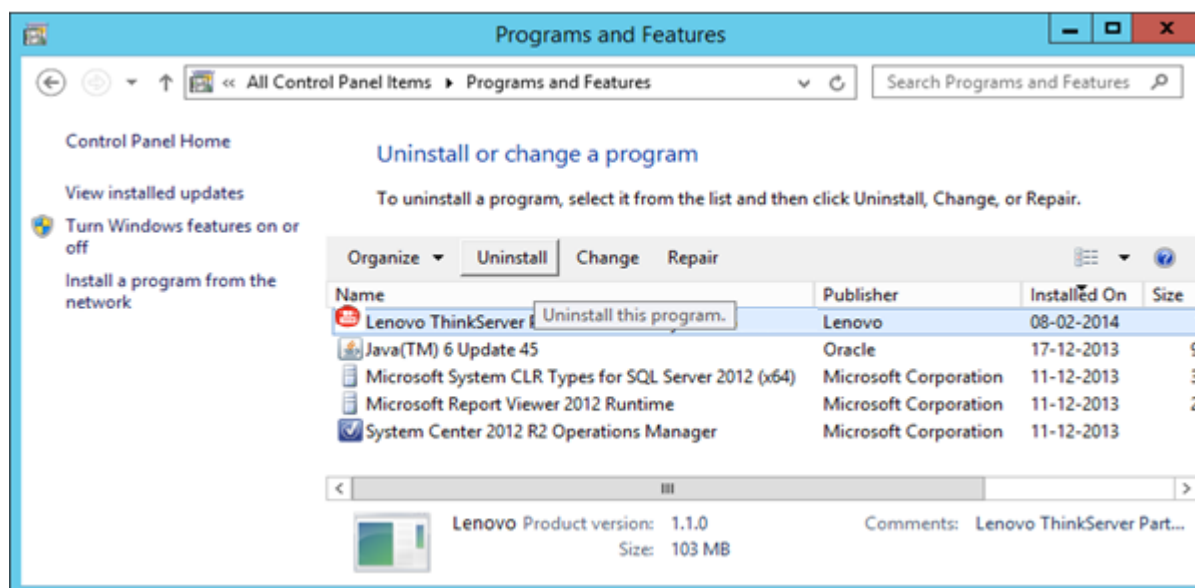 Programs and Features
« All Control Panel Items ▸ Programs and Features
Search Programs and Features
Control Panel Home
View installed updates
Turn Windows features on or
off
Install a program from the
network
Uninstall or change a program
To uninstall a program, select it from the list and then click Uninstall, Change, or Repair.
Organize Uninstall Change Repair
Name Publisher Installed On Size
Lenovo ThinkServer Lenovo 08-02-2014
Uninstall this program.
Java(TM) 6 Update 45 Oracle 17-12-2013
Microsoft System CLR Types for SQL Server 2012 (x64) Microsoft Corporation 11-12-2013
Microsoft Report Viewer 2012 Runtime Microsoft Corporation 11-12-2013
System Center 2012 R2 Operations Manager Microsoft Corporation 11-12-2013
Lenovo Product version: 1.1.0 Comments: Lenovo ThinkServer Part...
Size: 103 MB